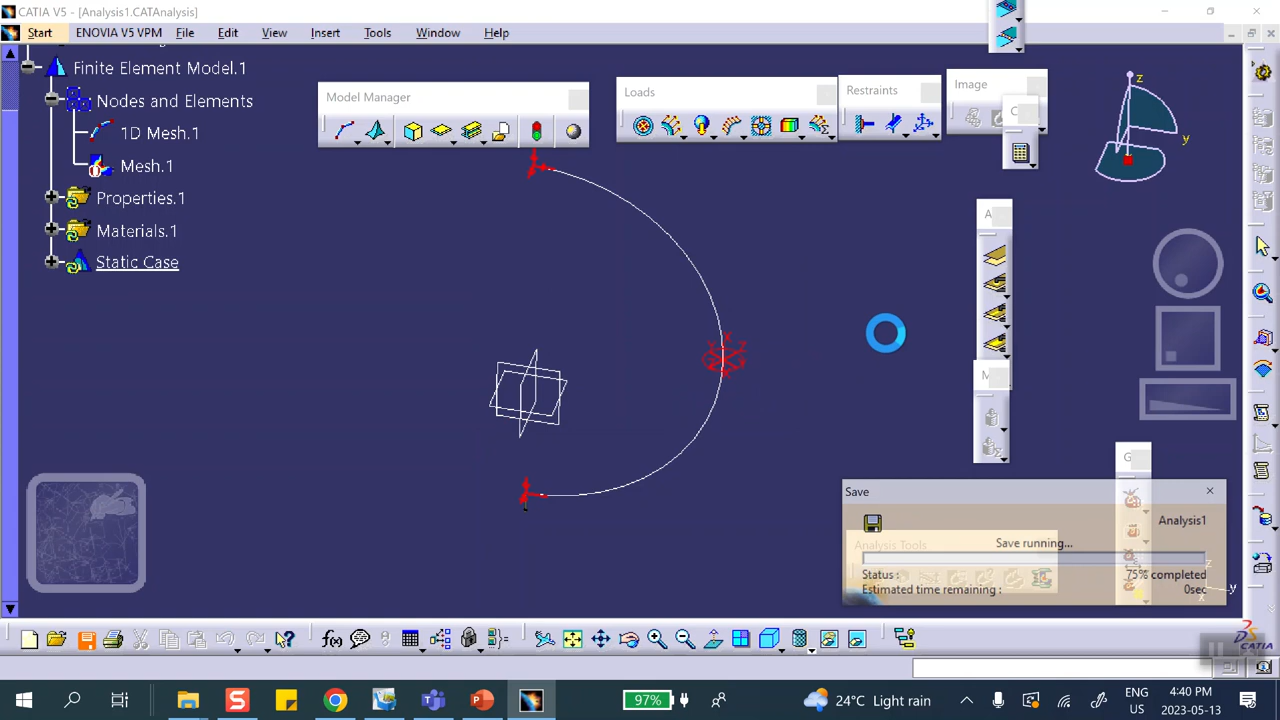 CATIA V5 - [Analysis1.CATAnalysis]
Start
ENOVIA V5 VPM
File
Edit
View
Insert
Tools
Window
Help
Finite Element Model.1
Nodes and Elements
1D Mesh.1
Mesh.1
Properties.1
Materials.1
Static Case
Model Manager
Loads
Restraints
Image
C
A
M
G
z
y
Save
Analysis1
Save running...
Analysis Tools
Status :
75% completed
Estimated time remaining :
0sec
z
y
x
f(x)
CATIA
97%
24°C Light rain
ENG
US
4:40 PM
2023-05-13